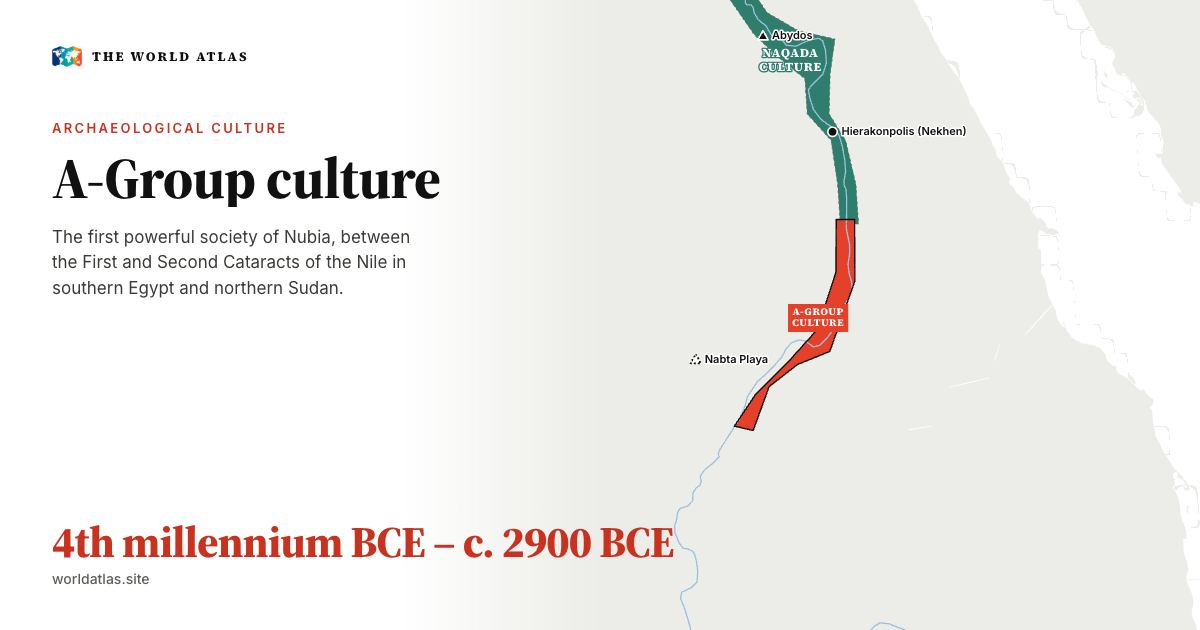 THE WORLD ATLAS
ARCHAEOLOGICAL CULTURE
A-Group culture
The first powerful society of Nubia, between
the First and Second Cataracts of the Nile in
southern Egypt and northern Sudan.
4th millennium BCE – c. 2900 BCE
worldatlas.site
Abydos
NAQADA
CULTURE
Hierakonpolis (Nekhen)
A-GROUP
CULTURE
Nabta Playa